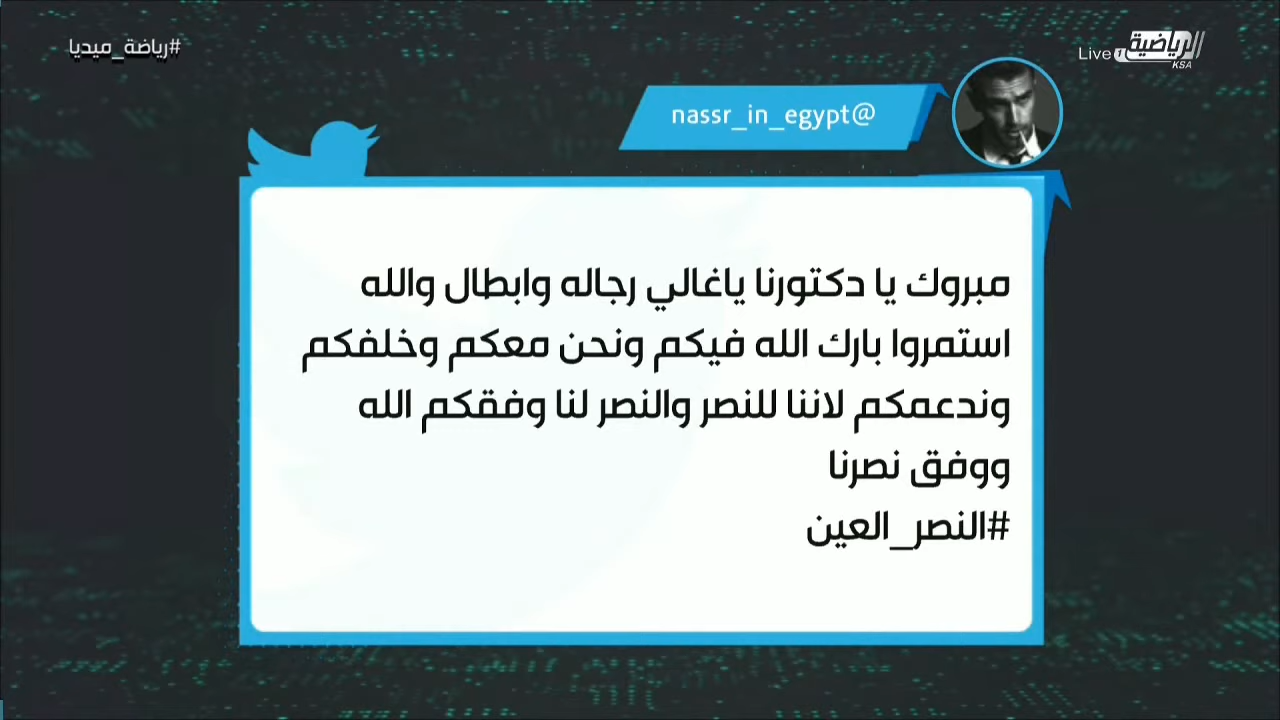 #رياضة_ميديا
Live 1 الرياضية
KSA
@nassr_in_egypt
مبروك يا دكتورنا ياغالي رجاله وابطال والله
استمروا بارك الله فيكم ونحن معكم وخلفكم
وندعمكم لاننا للنصر والنصر لنا وفقكم الله
ووفق نصرنا
#النصر_العين